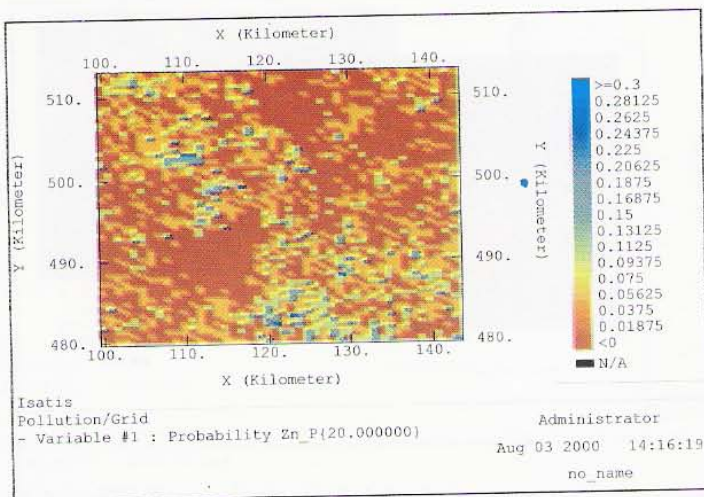 X (Kilometer)
100. 110. 120. 130. 140.
510.
500.
490.
480.
Y (Kilometer)
510.
500.
490.
480.
Y (Kilometer)
100. 110. 120. 130. 140.
X (Kilometer)
>=0.3
0.28125
0.2625
0.24375
0.225
0.20625
0.1875
0.16875
0.15
0.13125
0.1125
0.09375
0.075
0.05625
0.0375
0.01875
<0
N/A
Isatis
Pollution/Grid
- Variable #1 : Probability Zn_P{20.000000}
Administrator
Aug 03 2000 14:16:19
no_name